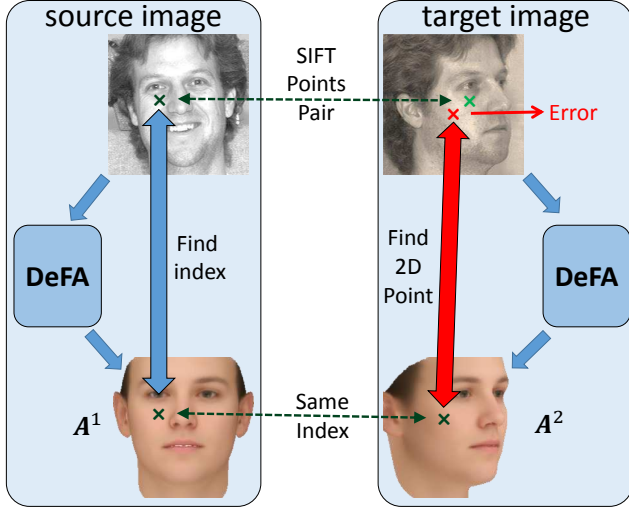 source image
target image
SIFT
Points
Pair
Error
DeFA
Find
index
Find
2D
Point
DeFA
A¹
Same
Index
A²